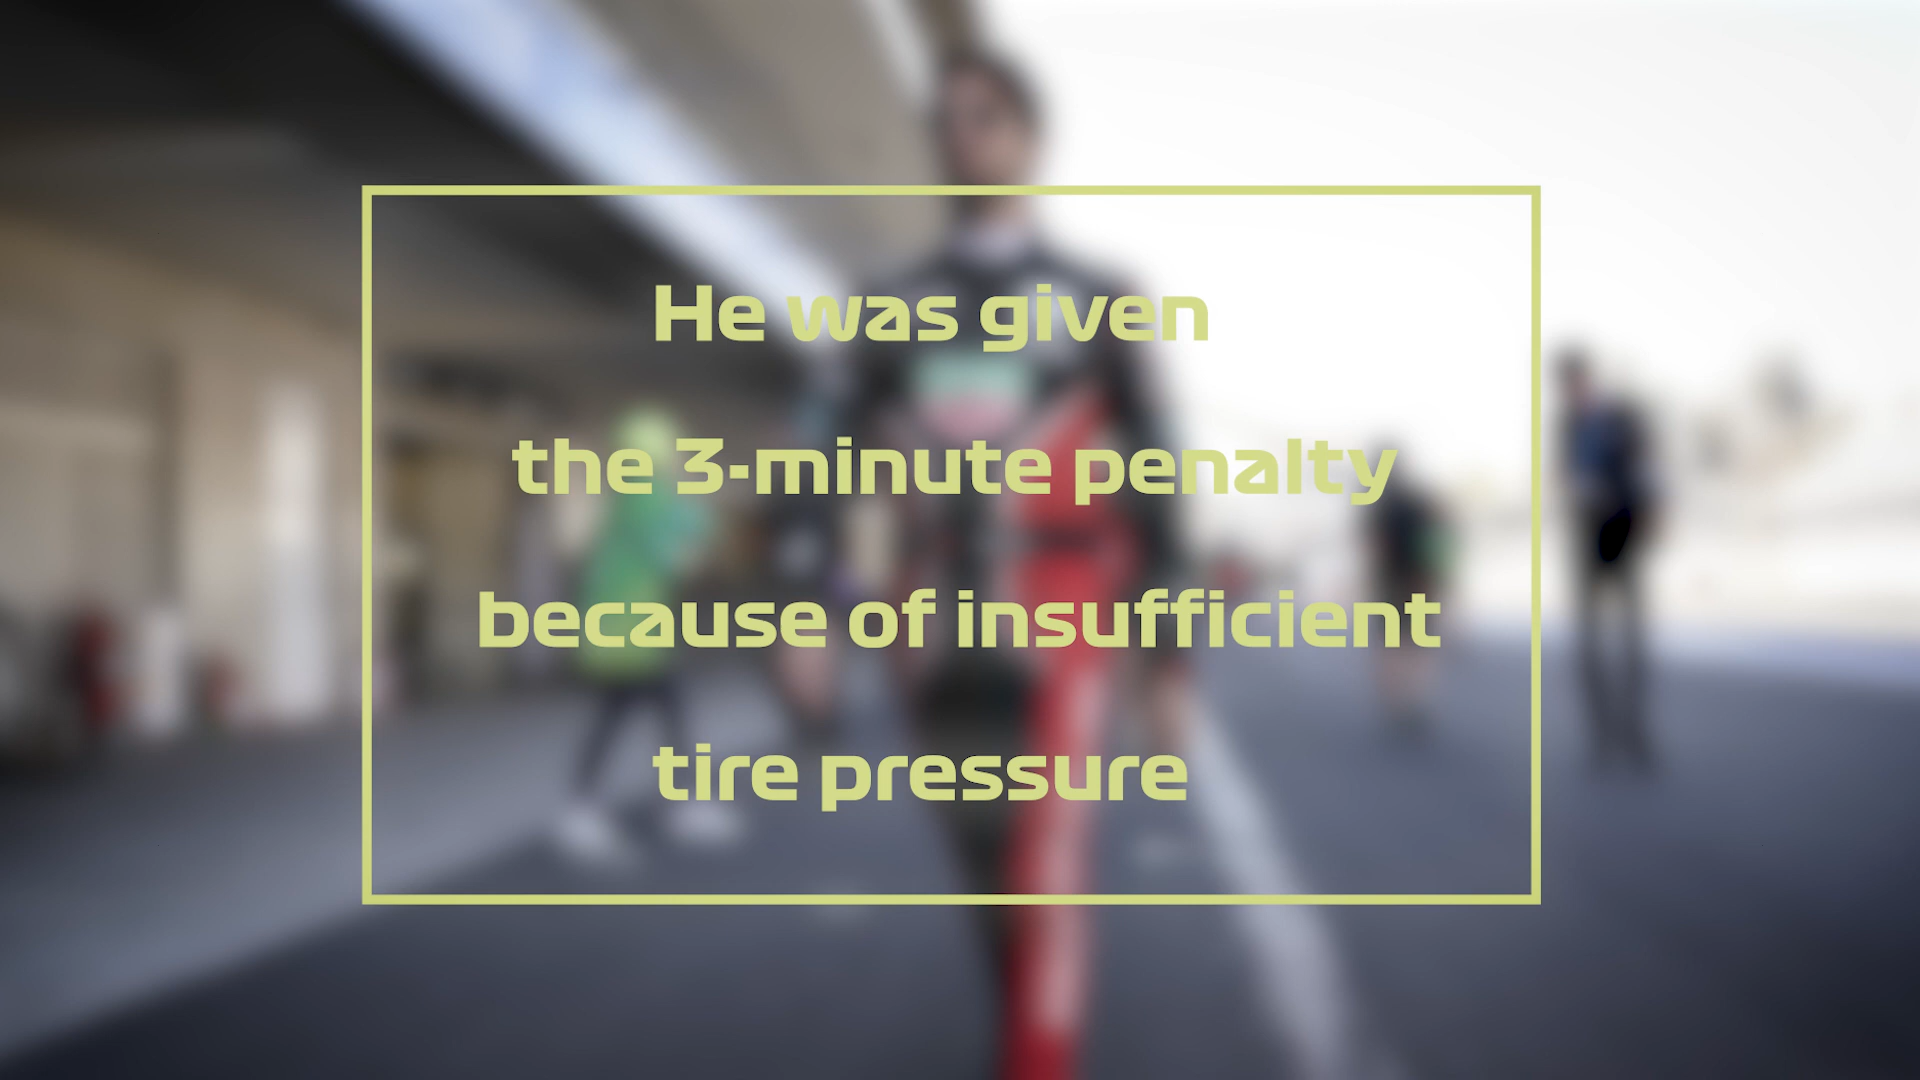 He was given
the 3-minute penalty
because of insufficient
tire pressure